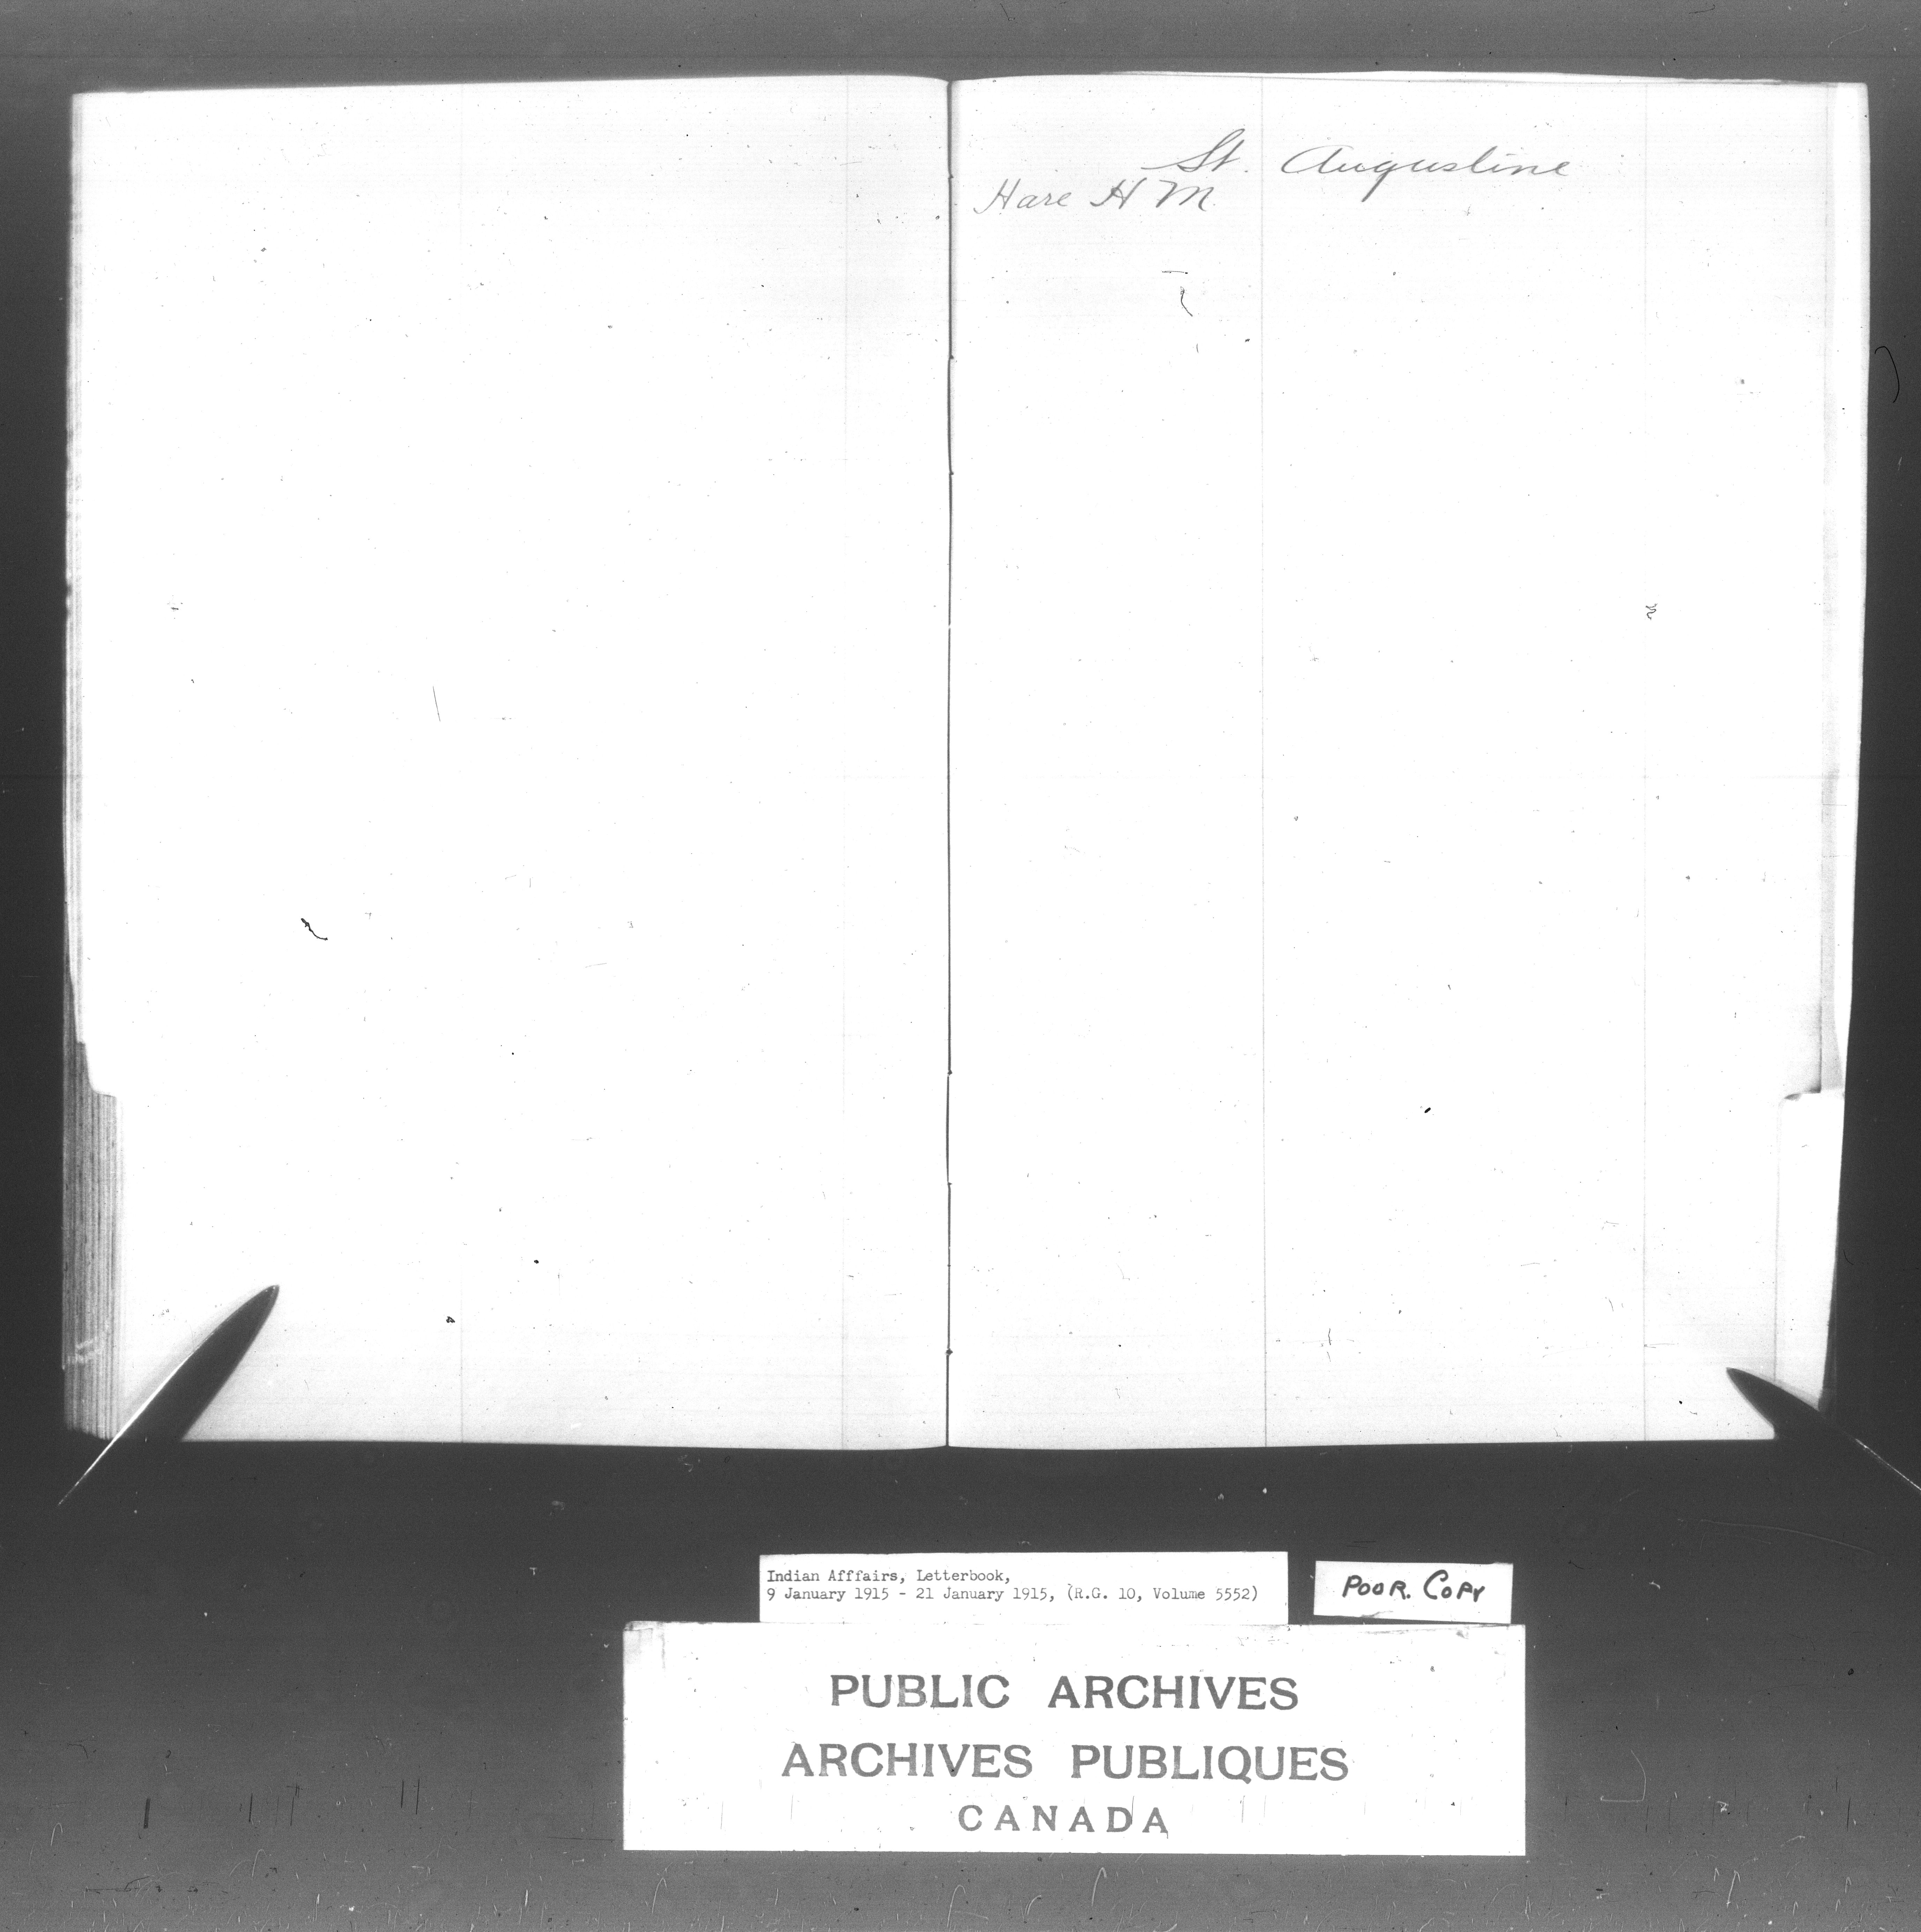 St. Augustine
Hare H M
Indian Afffairs, Letterbook,
9 January 1915 - 21 January 1915, (R.G. 10, Volume 5552)
POOR. COPY
PUBLIC ARCHIVES
ARCHIVES PUBLIQUES
CANADA